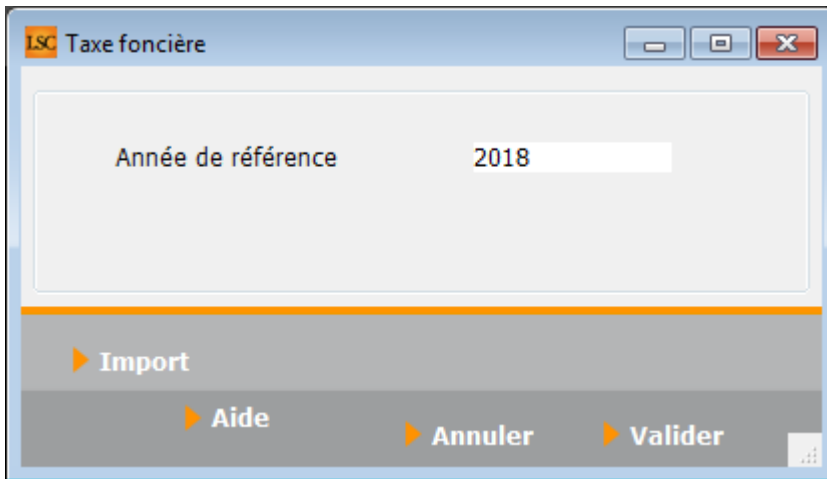 LSC Taxe foncière
Année de référence 2018
Import
Aide
Annuler Valider